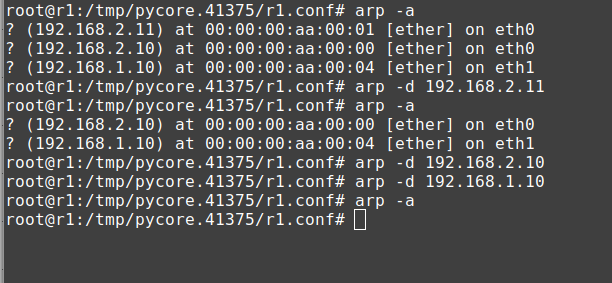 root@r1:/tmp/pycore.41375/r1.conf# arp -a
? (192.168.2.11) at 00:00:00:aa:00:01 [ether] on eth0
? (192.168.2.10) at 00:00:00:aa:00:00 [ether] on eth0
? (192.168.1.10) at 00:00:00:aa:00:04 [ether] on eth1
root@r1:/tmp/pycore.41375/r1.conf# arp -d 192.168.2.11
root@r1:/tmp/pycore.41375/r1.conf# arp -a
? (192.168.2.10) at 00:00:00:aa:00:00 [ether] on eth0
? (192.168.1.10) at 00:00:00:aa:00:04 [ether] on eth1
root@r1:/tmp/pycore.41375/r1.conf# arp -d 192.168.2.10
root@r1:/tmp/pycore.41375/r1.conf# arp -d 192.168.1.10
root@r1:/tmp/pycore.41375/r1.conf# arp -a
root@r1:/tmp/pycore.41375/r1.conf#